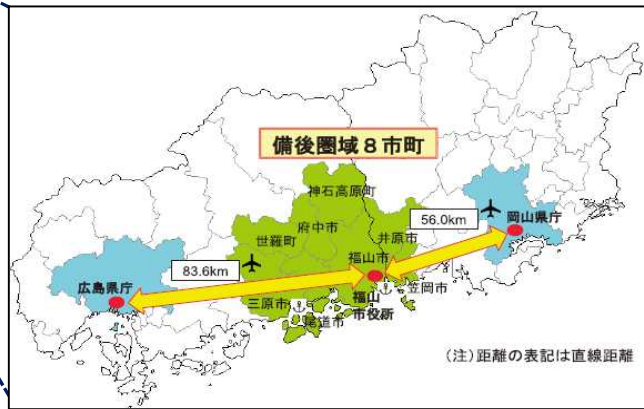 備後圏域８市町
神石高原町
府中市
世羅町
井原市
56.0km
岡山県庁
福山市
83.6km
広島県庁
福山
市役所
笠岡市
三原市
尾道市
(注)距離の表記は直線距離